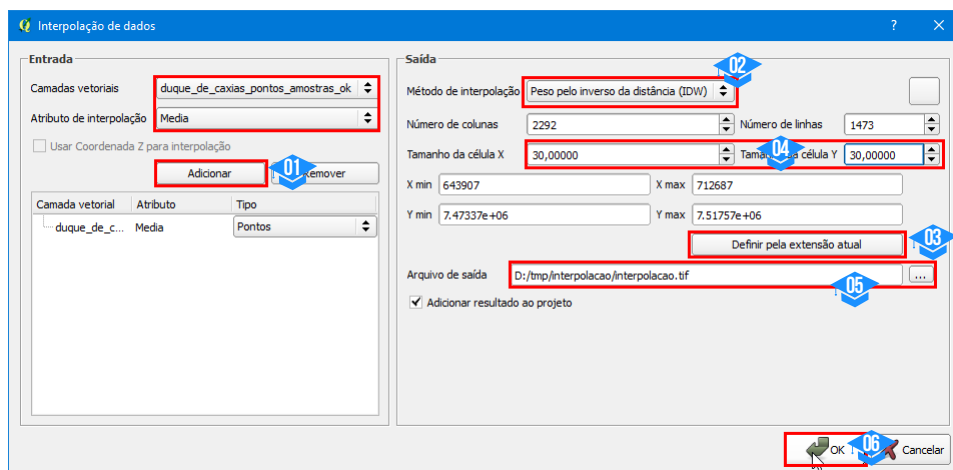 Interpolação de dados
?
Entrada
Camadas vetoriais
duque_de_caxias_pontos_amostras_ok
Atributo de interpolação
Media
Usar Coordenada Z para interpolação
01
Adicionar
Camada vetorial Atributo Tipo
duque_de_c... Media Pontos
Saída
02
Método de interpolação
Peso pelo inverso da distância (IDW)
Número de colunas 2292
Número de linhas 1473
Tamanho da célula X 30,00000
04
célula Y 30,00000
X min 643907
X max 712687
Y min 7.47337e+06
Y max 7.51757e+06
03
Definir pela extensão atual
Arquivo de saída
D:/tmp/interpolacao/interpolacao.tif
...
05
Adicionar resultado ao projeto
OK
06
Cancelar